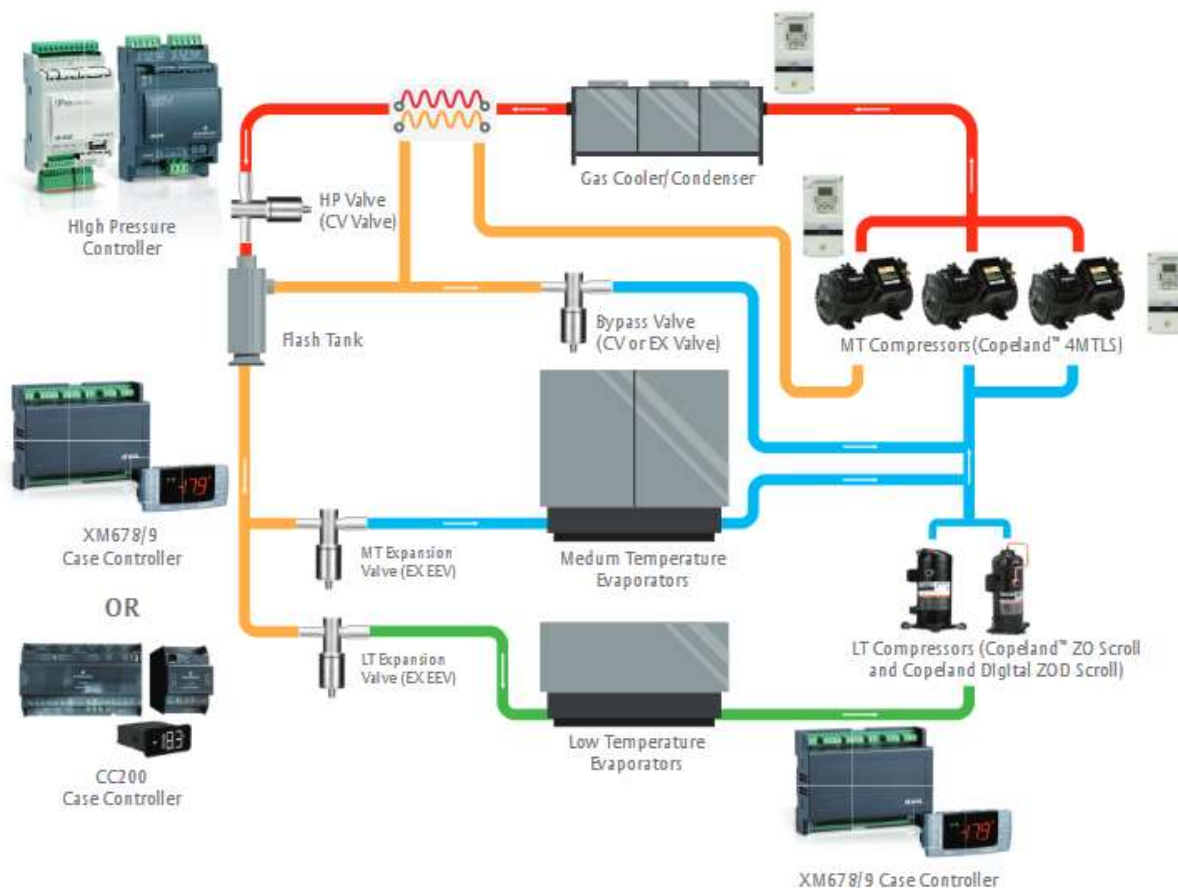 High Pressure
Controller
HP Valve
(CV Valve)
Gas Cooler/Condenser
Flash Tank
Bypass Valve
(CV or EX Valve)
MT Compressors (Copeland™ 4MTLS)
-179
XM678/9
Case Controller
OR
MT Expansion
Valve (EX EEV)
Medum Temperature
Evaporators
LT Compressors (Copeland™ ZO Scroll
and Copeland Digital ZOD Scroll)
LT Expansion
Valve (EX EEV)
Low Temperature
Evaporators
183
CC200
Case Controller
-179
XM678/9 Case Controller